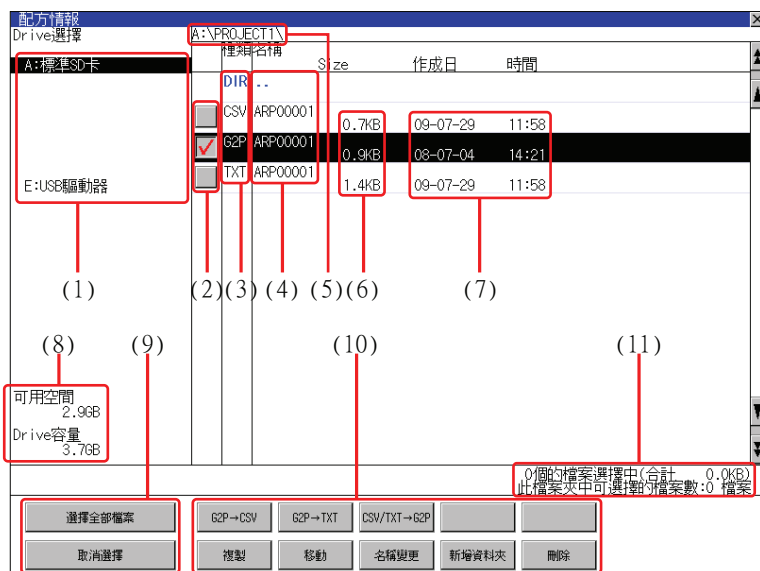 配方情報
Drive選擇 A:\PROJECT1\
種類 名稱 Size 作成日 時間
A:標準SD卡
DIR ..
CSV ARP00001 0.7KB 09-07-29 11:58
G2P ARP00001 0.9KB 08-07-04 14:21
TXT ARP00001 1.4KB 09-07-29 11:58
E:USB驅動器
(1) (2) (3) (4) (5) (6) (7)
(8) (9) (10) (11)
可用空間
2.9GB
Drive容量
3.7GB
0個的檔案選擇中(合計 0.0KB)
此檔案夾中可選擇的檔案數:0 檔案
選擇全部檔案 G2P→CSV G2P→TXT CSV/TXT→G2P
取消選擇 複製 移動 名稱變更 新增資料夾 刪除